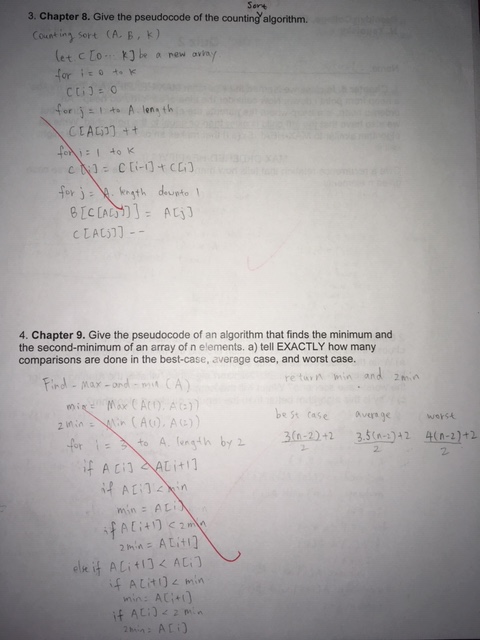 Sort
3. Chapter 8. Give the pseudocode of the counting algorithm.
Counting sort (A, B, K)
let C[0 ... K] be a new array
for i = 0 to K
C[i] = 0
for j = 1 to A. length
C[A[j]] ++
for i = 1 to K
C[i] = C[i-1] + C[i]
for j = A. length downto 1
B[C[A[j]]] = A[j]
C[A[j]] --
4. Chapter 9. Give the pseudocode of an algorithm that finds the minimum and
the second-minimum of an array of n elements. a) tell EXACTLY how many
comparisons are done in the best-case, average case, and worst case.
return min and 2min
Find - max - and - min (A)
min = Max (A(1), A(2))
2min = Min (A(1), A(2))
for i = 3 to A. length by 2
if A[i] < A[i+1]
if A[i] < min
min = A[i]
if A[i+1] < 2min
2min = A[i+1]
else if A[i+1] < A[i]
if A[i+1] < min
min = A[i+1]
if A[i] < 2min
2min = A[i]
best case average worst
3(n-2)+2 3.5(n-2)+2 4(n-2)+2
2 2 2